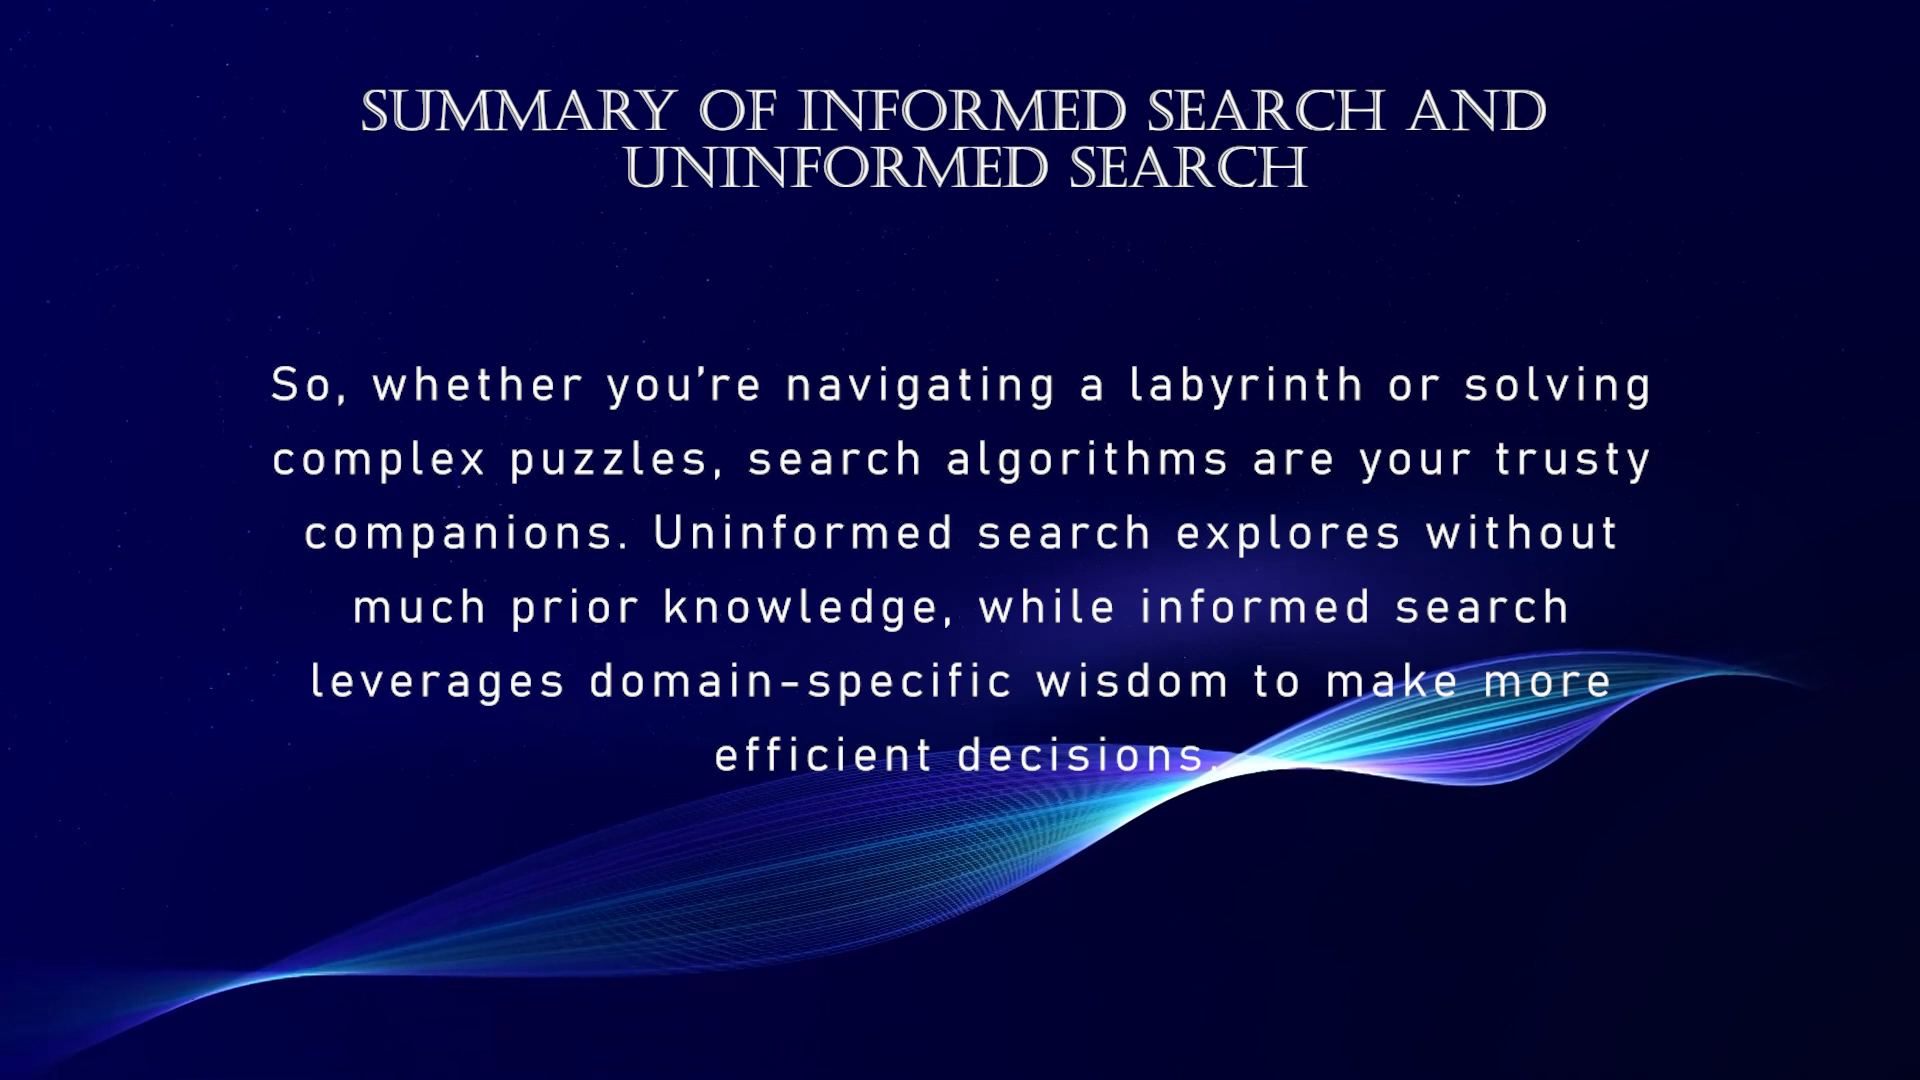 SUMMARY OF INFORMED SEARCH AND
UNINFORMED SEARCH
So, whether you’re navigating a labyrinth or solving
complex puzzles, search algorithms are your trusty
companions. Uninformed search explores without
much prior knowledge, while informed search
leverages domain-specific wisdom to make more
efficient decisions.